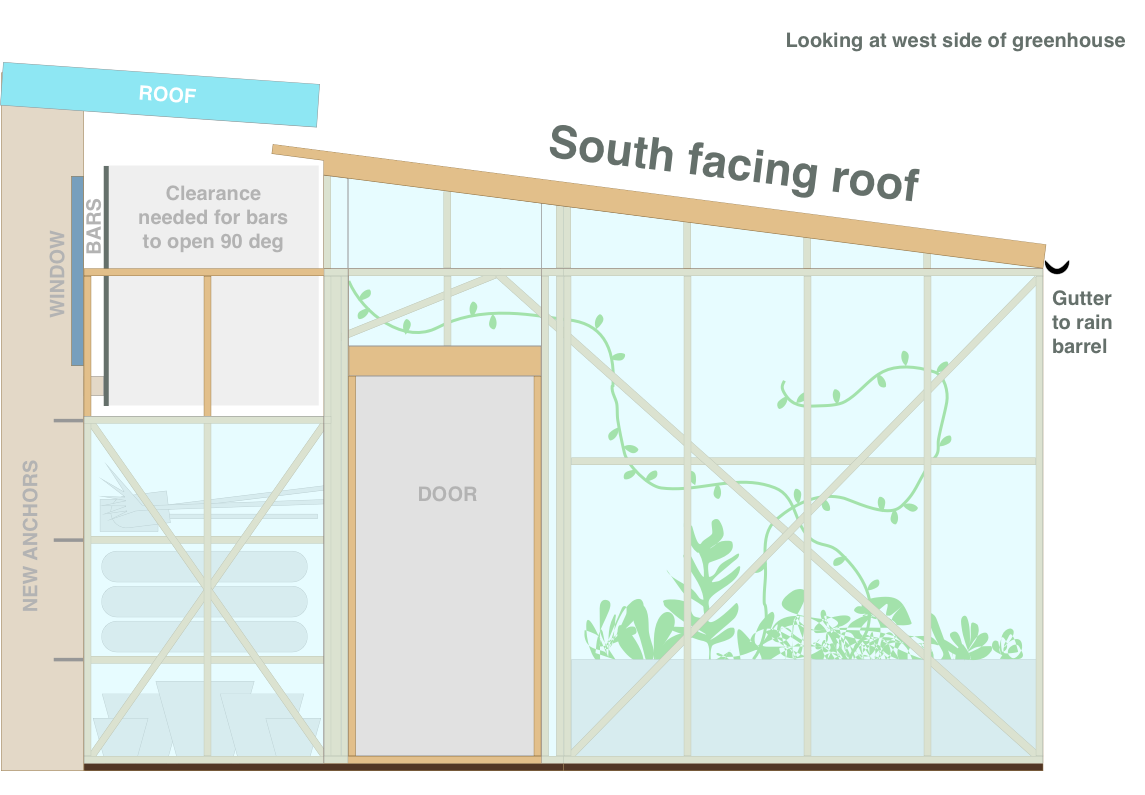 Looking at west side of greenhouse
ROOF
South facing roof
Clearance
needed for bars
to open 90 deg
BARS
WINDOW
Gutter
to rain
barrel
DOOR
NEW ANCHORS